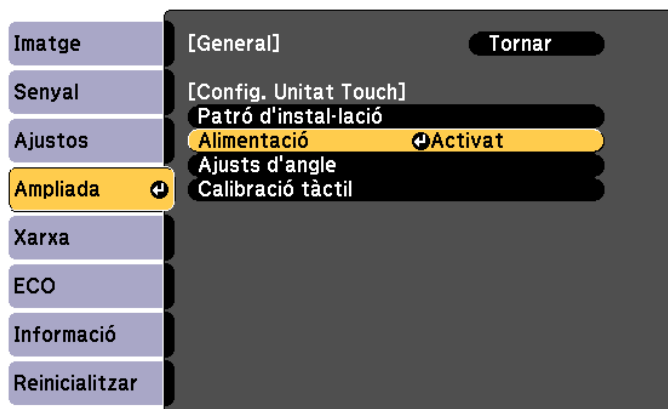 Imatge
Senyal
Ajustos
Ampliada
Xarxa
ECO
Informació
Reinicialitzar
[General] Tornar
[Config. Unitat Touch]
Patró d'instal·lació
Alimentació Activat
Ajusts d'angle
Calibració tàctil